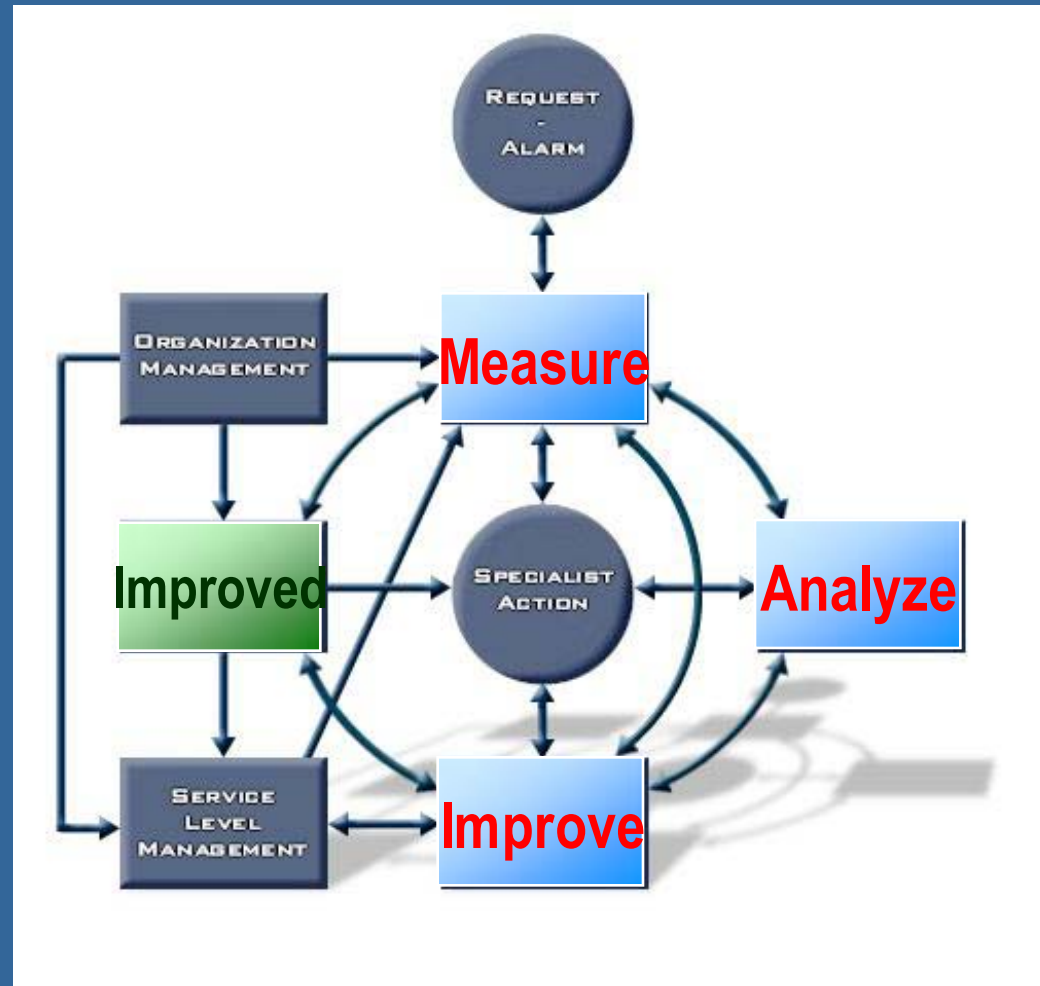 REQUEST
-
ALARM
ORGANIZATION
MANAGEMENT
Measure
Improved
SPECIALIST
ACTION
Analyze
SERVICE
LEVEL
MANAGEMENT
Improve